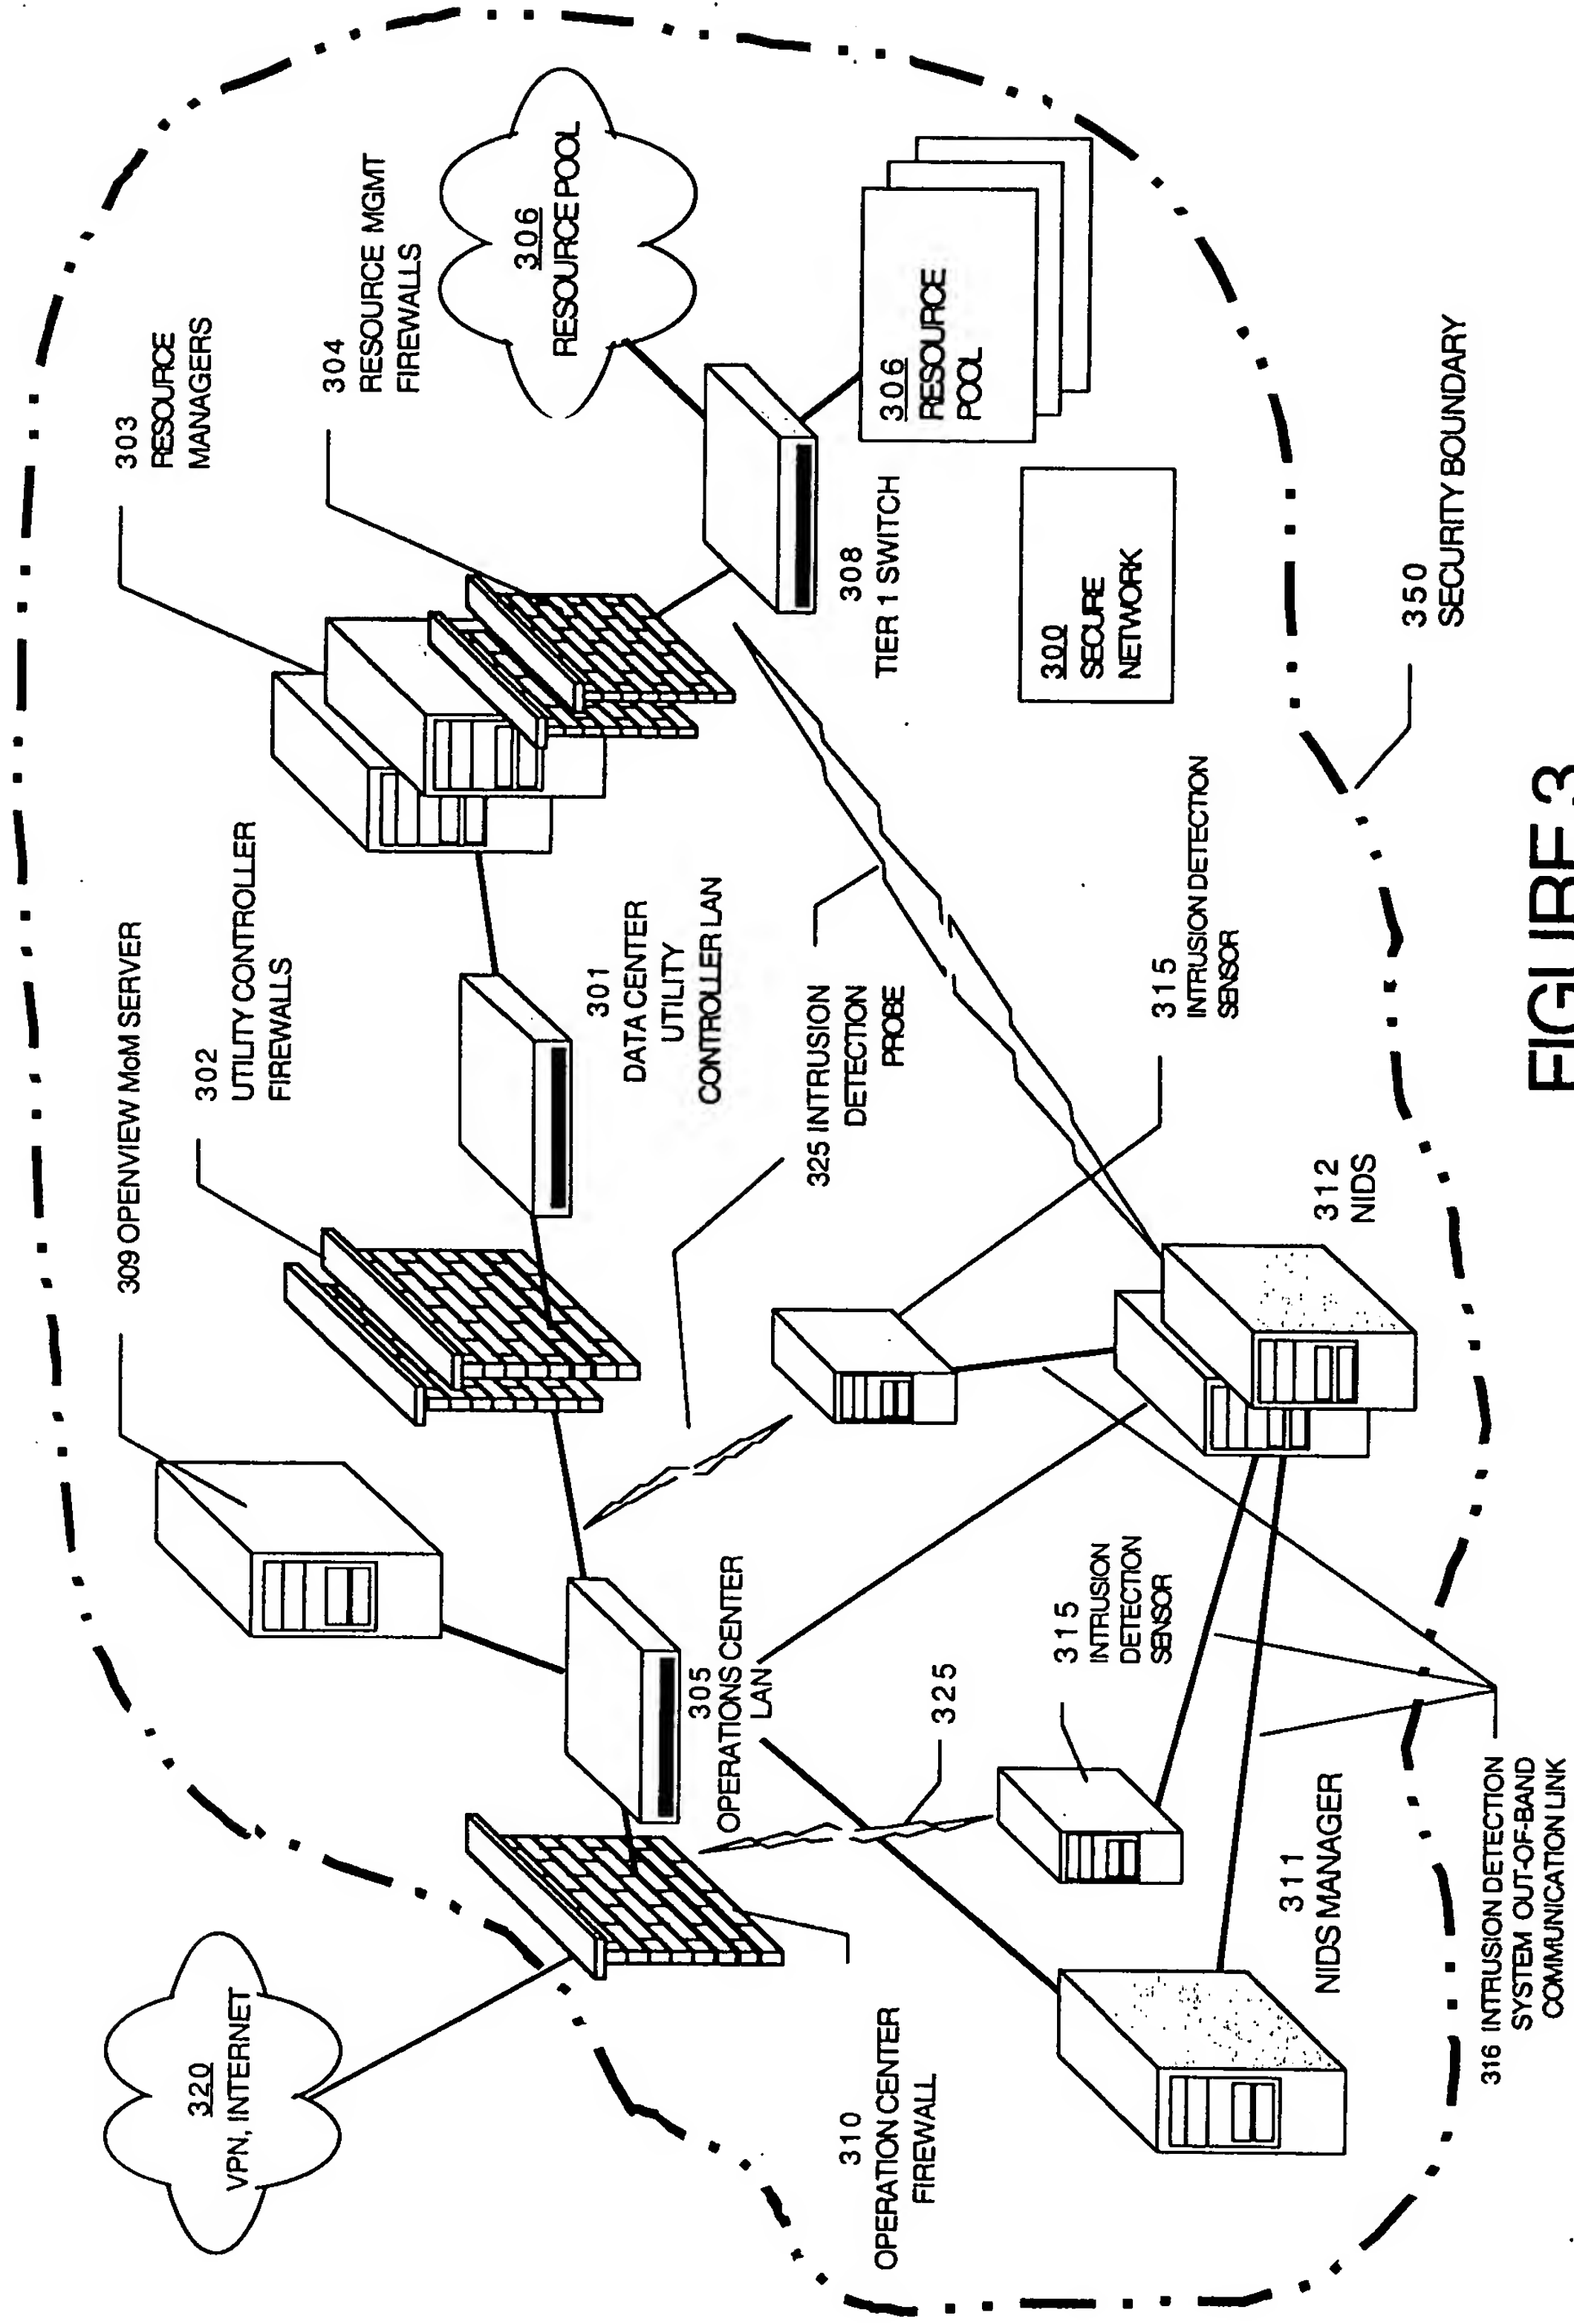 320
VPN, INTERNET
309 OPENVIEW MoM SERVER
302
UTILITY CONTROLLER
FIREWALLS
303
RESOURCE
MANAGERS
304
RESOURCE MGMT
FIREWALLS
306
RESOURCE POOL
306
RESOURCE
POOL
308
TIER 1 SWITCH
301
DATA CENTER
UTILITY
CONTROLLER LAN
325 INTRUSION
DETECTION
PROBE
305
OPERATIONS CENTER
LAN
310
OPERATION CENTER
FIREWALL
325
315
INTRUSION
DETECTION
SENSOR
315
INTRUSION DETECTION
SENSOR
300
SECURE
NETWORK
312
NIDS
311
NIDS MANAGER
316 INTRUSION DETECTION
SYSTEM OUT-OF-BAND
COMMUNICATION LINK
350
SECURITY BOUNDARY
FIGURE 3